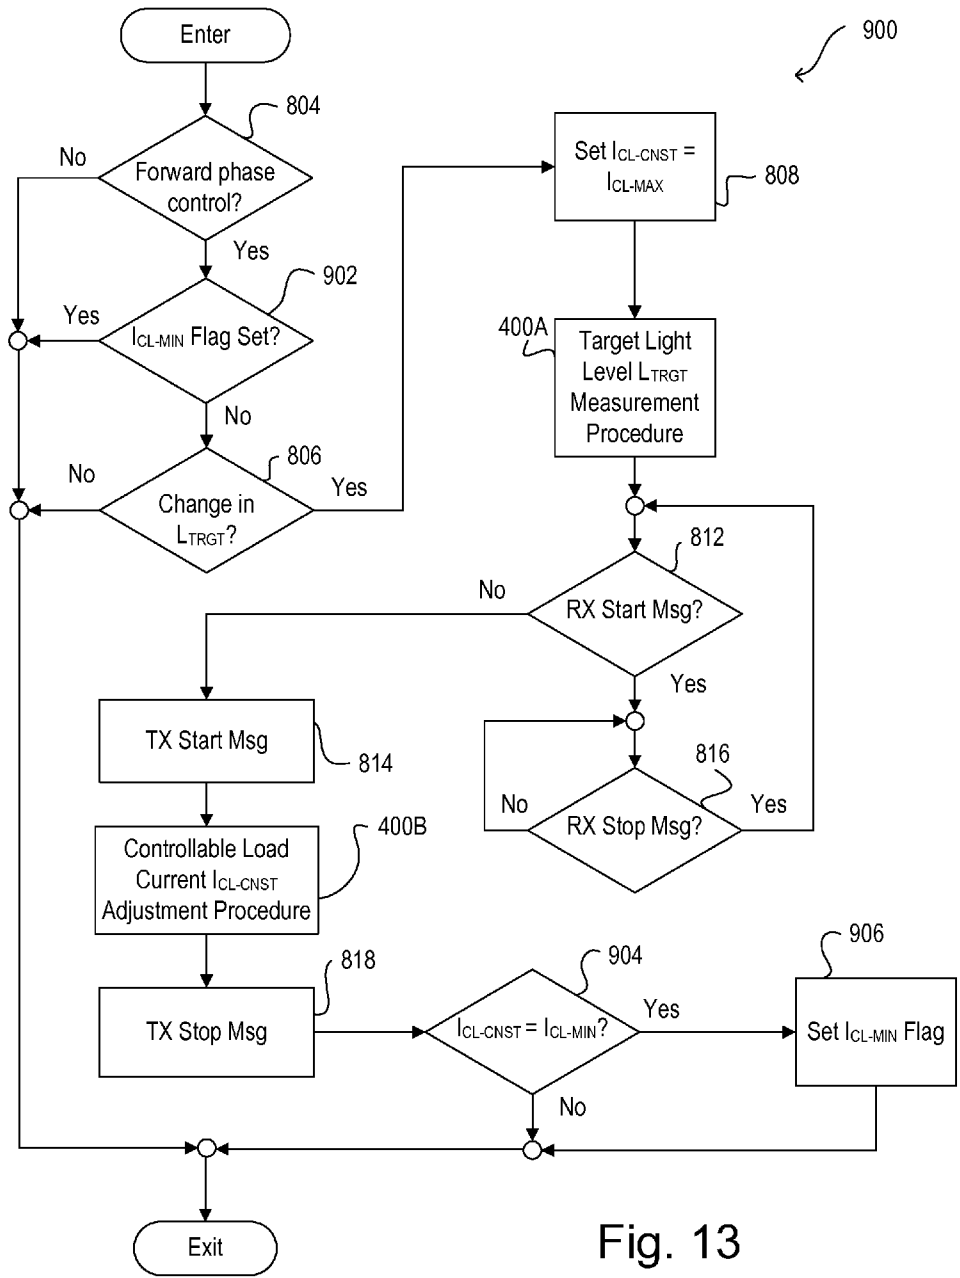 Enter
900
804
No
Forward phase
control?
Yes
Set ICL-CNST =
ICL-MAX
808
902
Yes
ICL-MIN Flag Set?
No
400A
Target Light
Level LTRGT
Measurement
Procedure
806
No
Change in
LTRGT?
Yes
812
No
RX Start Msg?
Yes
TX Start Msg
814
816
No
RX Stop Msg?
Yes
400B
Controllable Load
Current ICL-CNST
Adjustment Procedure
818
TX Stop Msg
904
ICL-CNST = ICL-MIN?
Yes
No
906
Set ICL-MIN Flag
Exit
Fig. 13